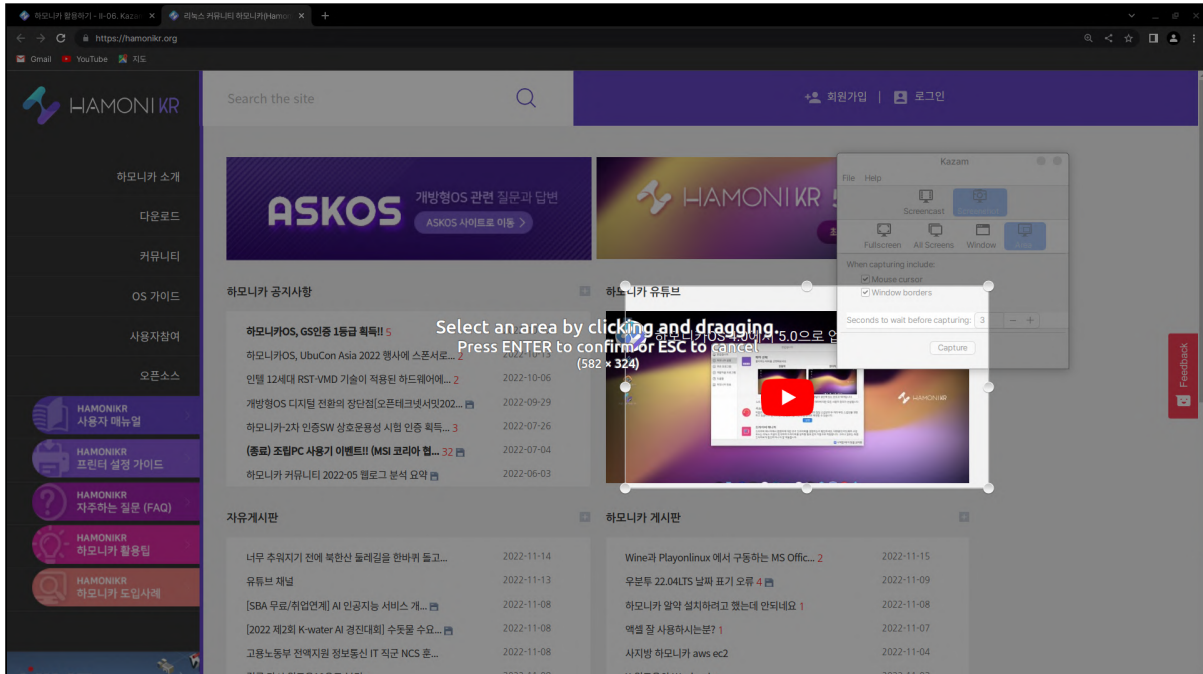 하모니카 활용하기 - II-06. Kaza
리눅스 커뮤니티 하모니카(Hamon
https://hamonikr.org
Gmail
YouTube
지도
HAMONIKR
Search the site
회원가입 | 로그인
하모니카 소개
다운로드
커뮤니티
OS 가이드
사용자참여
오픈소스
HAMONIKR
사용자 매뉴얼
HAMONIKR
프린터 설정 가이드
HAMONIKR
자주하는 질문 (FAQ)
HAMONIKR
하모니카 활용팁
HAMONIKR
하모니카 도입사례
ASKOS
개방형OS 관련 질문과 답변
ASKOS 사이트로 이동
HAMONIKR
Kazam
File Help
Screencast
Fullscreen All Screens Window
When capturing include:
Mouse cursor
Window borders
Seconds to wait before capturing: 3
Capture
Select an area by clicking and dragging.
Press ENTER to confirm or ESC to cancel
(582 × 324)
하모니카 공지사항
하모니카OS, GS인증 1등급 획득!! 5
하모니카OS, UbuCon Asia 2022 행사에 스폰서로... 2 2022-10-13
인텔 12세대 RST-VMD 기술이 적용된 하드웨어에... 2 2022-10-06
개방형OS 디지털 전환의 장단점[오픈테크넷서밋202... 2022-09-29
하모니카-2차 인증SW 상호운용성 시험 인증 획득... 3 2022-07-26
(종료) 조립PC 사용기 이벤트!! (MSI 코리아 협... 32 2022-07-04
하모니카 커뮤니티 2022-05 웹로그 분석 요약 2022-06-03
하모니카 유튜브
하모니카OS 4.0에서 5.0으로 업
HAMONIKR
자유게시판
너무 추워지기 전에 북한산 둘레길을 한바퀴 돌고... 2022-11-14
유튜브 채널 2022-11-13
[SBA 무료/취업연계] AI 인공지능 서비스 개... 2022-11-08
[2022 제2회 K-water AI 경진대회] 수돗물 수요... 2022-11-08
고용노동부 전액지원 정보통신 IT 직군 NCS 훈... 2022-11-08
하모니카 게시판
Wine과 Playonlinux 에서 구동하는 MS Offic... 2 2022-11-15
우분투 22.04LTS 날짜 표기 오류 4 2022-11-09
하모니카 알약 설치하려고 했는데 안되네요 1 2022-11-08
액셀 잘 사용하시는분? 1 2022-11-07
사지방 하모니카 aws ec2 2022-11-04
Feedback